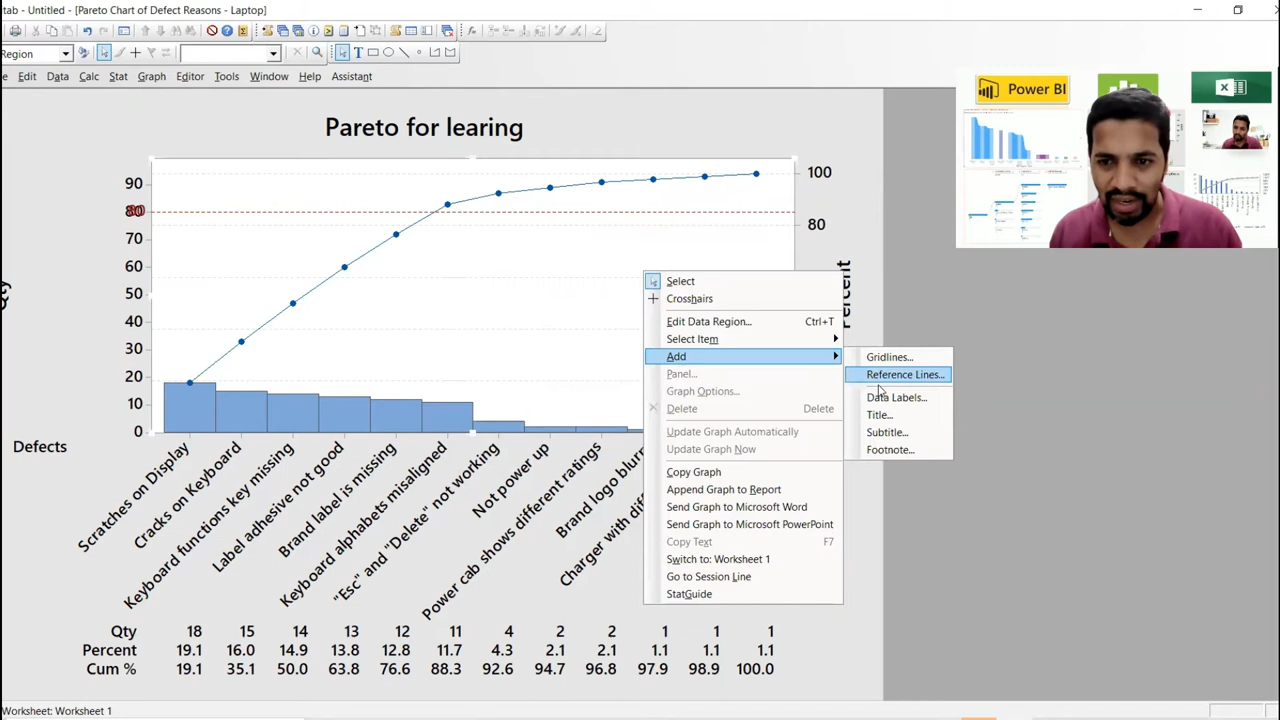 tab - Untitled - [Pareto Chart of Defect Reasons - Laptop]
Region
Edit Data Calc Stat Graph Editor Tools Window Help Assistant
Power BI
Pareto for learing
90
80
70
60
50
40
30
20
10
0
100
80
Percent
Qty
Select
Crosshairs
Edit Data Region... Ctrl+T
Select Item
Add
Panel...
Graph Options...
Delete Delete
Update Graph Automatically
Update Graph Now
Copy Graph
Append Graph to Report
Send Graph to Microsoft Word
Send Graph to Microsoft PowerPoint
Copy Text F7
Switch to: Worksheet 1
Go to Session Line
StatGuide
Gridlines...
Reference Lines...
Data Labels...
Title...
Subtitle...
Footnote...
Defects
Scratches on Display
Cracks on Keyboard
Keyboard functions key missing
Label adhesive not good
Brand label is missing
Keyboard alphabets misaligned
"Esc" and "Delete" not working
Not power up
Power cab shows different ratings
Brand logo blurr
Charger with dif
Qty 18 15 14 13 12 11 4 2 2 1 1 1
Percent 19.1 16.0 14.9 13.8 12.8 11.7 4.3 2.1 2.1 1.1 1.1 1.1
Cum % 19.1 35.1 50.0 63.8 76.6 88.3 92.6 94.7 96.8 97.9 98.9 100.0
Worksheet: Worksheet 1